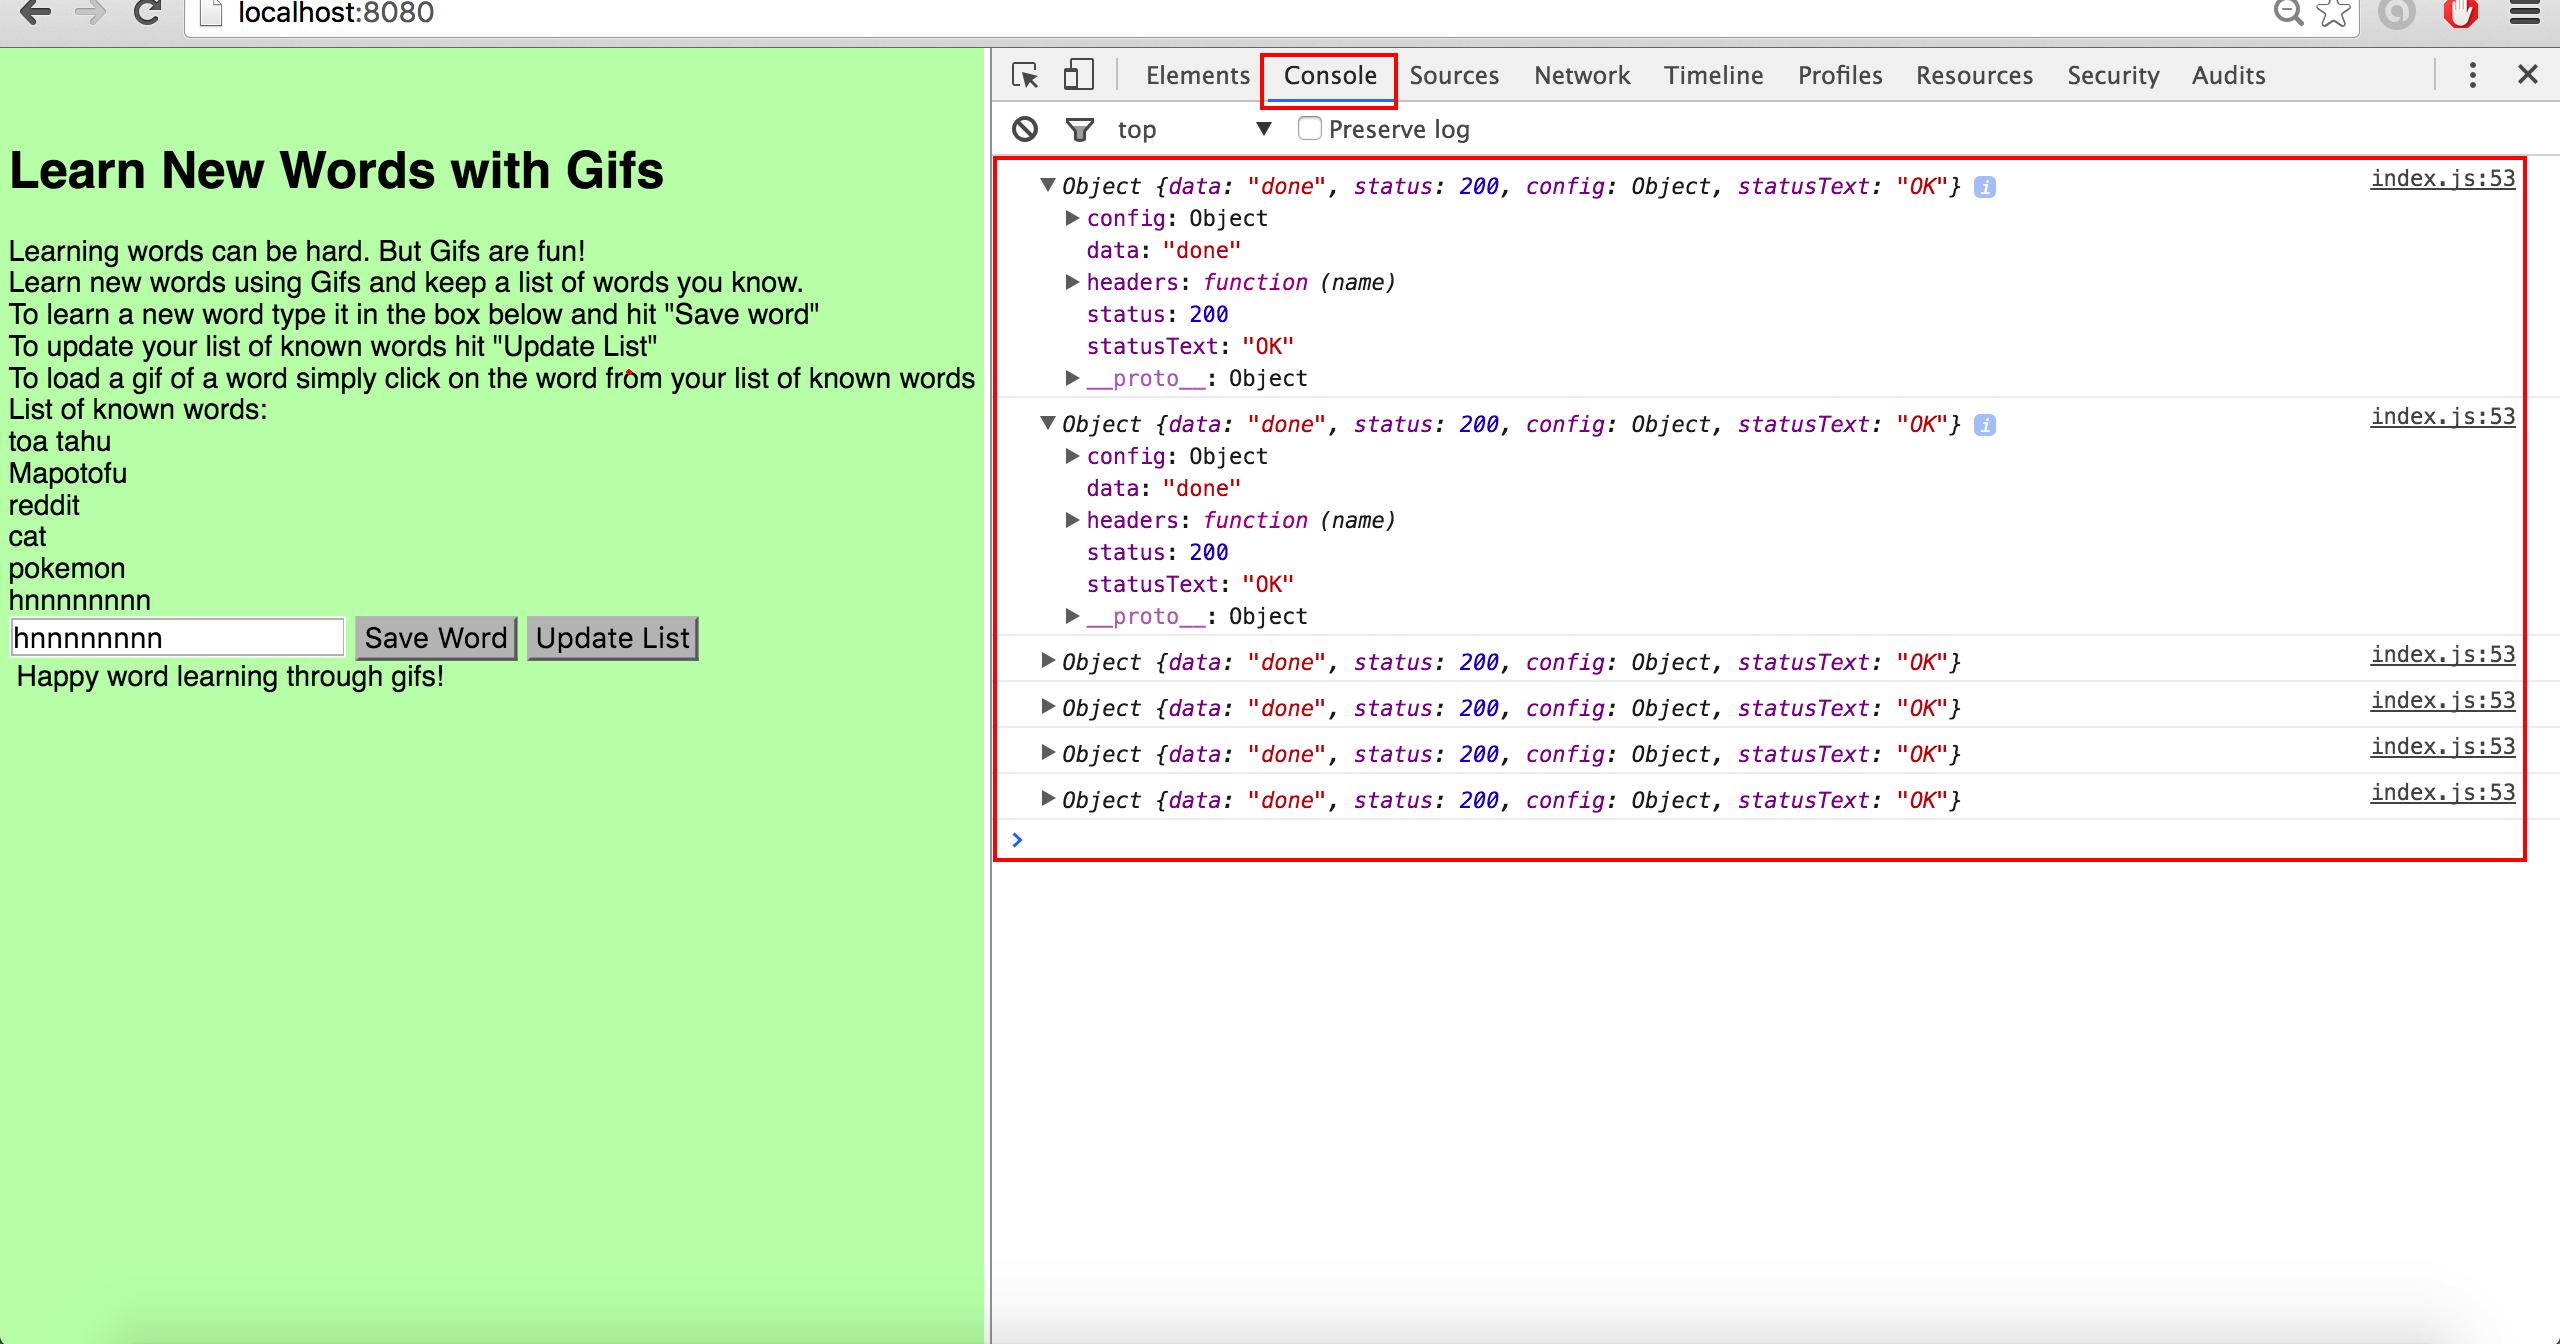 localhost:8080
Elements Console Sources Network Timeline Profiles Resources Security Audits
top Preserve log
Learn New Words with Gifs
Learning words can be hard. But Gifs are fun!
Learn new words using Gifs and keep a list of words you know.
To learn a new word type it in the box below and hit "Save word"
To update your list of known words hit "Update List"
To load a gif of a word simply click on the word from your list of known words
List of known words:
toa tahu
Mapotofu
reddit
cat
pokemon
hnnnnnnnn
hnnnnnnnn Save Word Update List
Happy word learning through gifs!
Object {data: "done", status: 200, config: Object, statusText: "OK"} i index.js:53
config: Object
data: "done"
headers: function (name)
status: 200
statusText: "OK"
__proto__: Object
Object {data: "done", status: 200, config: Object, statusText: "OK"} i index.js:53
config: Object
data: "done"
headers: function (name)
status: 200
statusText: "OK"
__proto__: Object
Object {data: "done", status: 200, config: Object, statusText: "OK"} index.js:53
Object {data: "done", status: 200, config: Object, statusText: "OK"} index.js:53
Object {data: "done", status: 200, config: Object, statusText: "OK"} index.js:53
Object {data: "done", status: 200, config: Object, statusText: "OK"} index.js:53